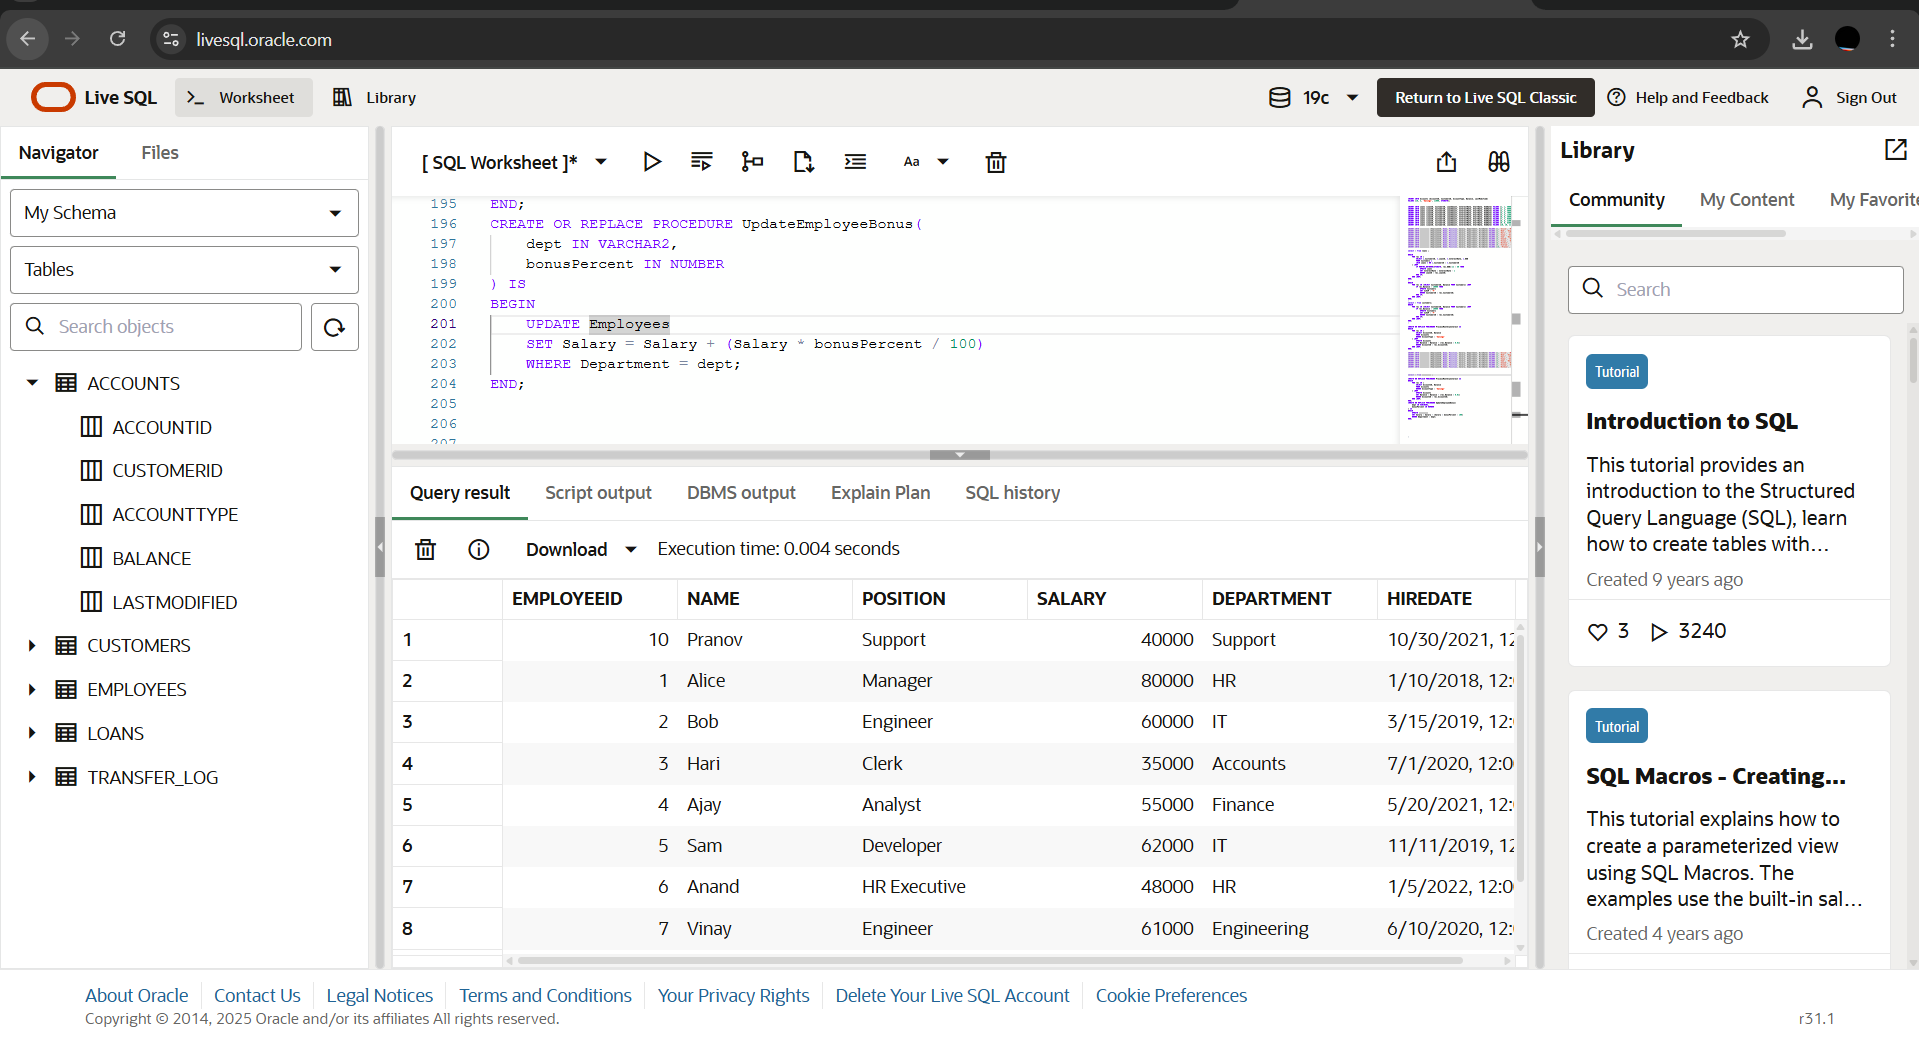 livesql.oracle.com
Live SQL
Worksheet
Library
19c
Return to Live SQL Classic
Help and Feedback
Sign Out
Navigator
Files
My Schema
Tables
Search objects
ACCOUNTS
ACCOUNTID
CUSTOMERID
ACCOUNTTYPE
BALANCE
LASTMODIFIED
CUSTOMERS
EMPLOYEES
LOANS
TRANSFER_LOG
[ SQL Worksheet ]*
Aa
195 END;
196 CREATE OR REPLACE PROCEDURE UpdateEmployeeBonus(
197 dept IN VARCHAR2,
198 bonusPercent IN NUMBER
199 ) IS
200 BEGIN
201 UPDATE Employees
202 SET Salary = Salary + (Salary * bonusPercent / 100)
203 WHERE Department = dept;
204 END;
205
206
207
Query result Script output DBMS output Explain Plan SQL history
Download Execution time: 0.004 seconds
EMPLOYEEID NAME POSITION SALARY DEPARTMENT HIREDATE
1 10 Pranov Support 40000 Support 10/30/2021, 12
2 1 Alice Manager 80000 HR 1/10/2018, 12:
3 2 Bob Engineer 60000 IT 3/15/2019, 12:
4 3 Hari Clerk 35000 Accounts 7/1/2020, 12:0
5 4 Ajay Analyst 55000 Finance 5/20/2021, 12:
6 5 Sam Developer 62000 IT 11/11/2019, 12
7 6 Anand HR Executive 48000 HR 1/5/2022, 12:0
8 7 Vinay Engineer 61000 Engineering 6/10/2020, 12:
Library
Community My Content My Favorite
Search
Tutorial
Introduction to SQL
This tutorial provides an
introduction to the Structured
Query Language (SQL), learn
how to create tables with...
Created 9 years ago
3 3240
Tutorial
SQL Macros - Creating...
This tutorial explains how to
create a parameterized view
using SQL Macros. The
examples use the built-in sal...
Created 4 years ago
About Oracle Contact Us Legal Notices Terms and Conditions Your Privacy Rights Delete Your Live SQL Account Cookie Preferences
Copyright © 2014, 2025 Oracle and/or its affiliates All rights reserved.
r31.1